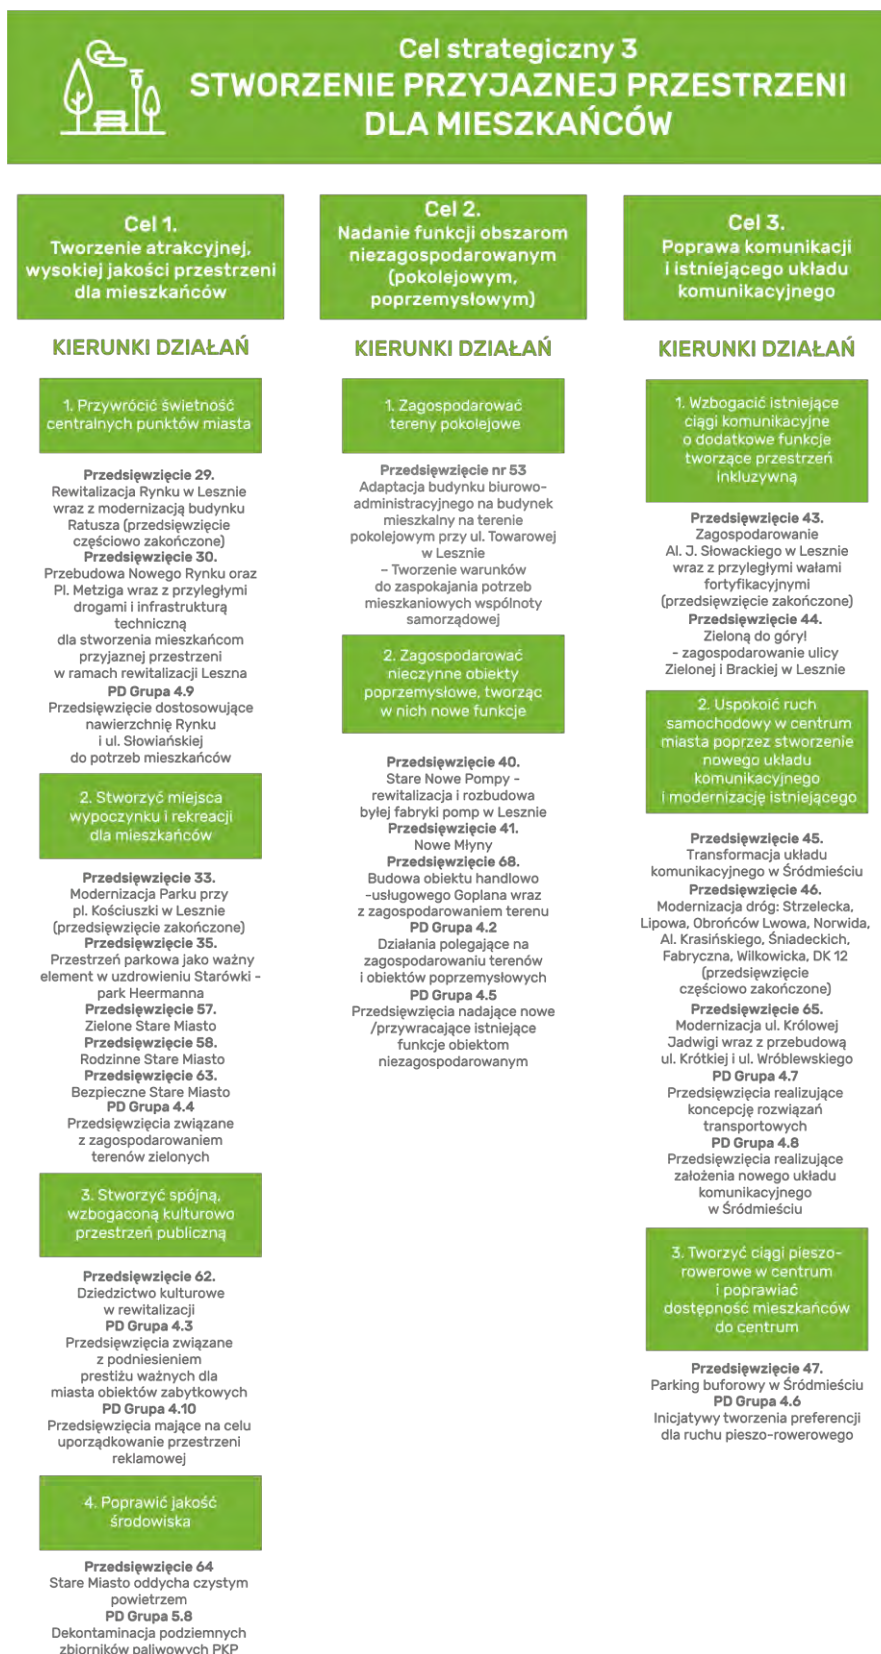 Cel strategiczny 3
STWORZENIE PRZYJAZNEJ PRZESTRZENI
DLA MIESZKAŃCÓW
Cel 1.
Tworzenie atrakcyjnej,
wysokiej jakości przestrzeni
dla mieszkańców
KIERUNKI DZIAŁAŃ
1. Przywrócić świetność
centralnych punktów miasta
Przedsięwzięcie 29.
Rewitalizacja Rynku w Lesznie
wraz z modernizacją budynku
Ratusza (przedsięwzięcie
częściowo zakończone)
Przedsięwzięcie 30.
Przebudowa Nowego Rynku oraz
Pl. Metziga wraz z przyległymi
drogami i infrastrukturą
techniczną
dla stworzenia mieszkańcom
przyjaznej przestrzeni
w ramach rewitalizacji Leszna
PD Grupa 4.9
Przedsięwzięcie dostosowujące
nawierzchnię Rynku
i ul. Słowiańskiej
do potrzeb mieszkańców
2. Stworzyć miejsca
wypoczynku i rekreacji
dla mieszkańców
Przedsięwzięcie 33.
Modernizacja Parku przy
pl. Kościuszki w Lesznie
(przedsięwzięcie zakończone)
Przedsięwzięcie 35.
Przestrzeń parkowa jako ważny
element w uzdrowieniu Starówki -
park Heermanna
Przedsięwzięcie 57.
Zielone Stare Miasto
Przedsięwzięcie 58.
Rodzinne Stare Miasto
Przedsięwzięcie 63.
Bezpieczne Stare Miasto
PD Grupa 4.4
Przedsięwzięcia związane
z zagospodarowaniem
terenów zielonych
3. Stworzyć spójną,
wzbogaconą kulturowo
przestrzeń publiczną
Przedsięwzięcie 62.
Dziedzictwo kulturowe
w rewitalizacji
PD Grupa 4.3
Przedsięwzięcia związane
z podniesieniem
prestiżu ważnych dla
miasta obiektów zabytkowych
PD Grupa 4.10
Przedsięwzięcia mające na celu
uporządkowanie przestrzeni
reklamowej
4. Poprawić jakość
środowiska
Przedsięwzięcie 64
Stare Miasto oddycha czystym
powietrzem
PD Grupa 5.8
Dekontaminacja podziemnych
zbiorników paliwowych PKP
Cel 2.
Nadanie funkcji obszarom
niezagospodarowanym
(pokolejowym,
poprzemysłowym)
KIERUNKI DZIAŁAŃ
1. Zagospodarować
tereny pokolejowe
Przedsięwzięcie nr 53
Adaptacja budynku biurowo-
administracyjnego na budynek
mieszkalny na terenie
pokolejowym przy ul. Towarowej
w Lesznie
– Tworzenie warunków
do zaspokajania potrzeb
mieszkaniowych wspólnoty
samorządowej
2. Zagospodarować
nieczynne obiekty
poprzemysłowe, tworząc
w nich nowe funkcje
Przedsięwzięcie 40.
Stare Nowe Pompy -
rewitalizacja i rozbudowa
byłej fabryki pomp w Lesznie
Przedsięwzięcie 41.
Nowe Młyny
Przedsięwzięcie 68.
Budowa obiektu handlowo
-usługowego Goplana wraz
z zagospodarowaniem terenu
PD Grupa 4.2
Działania polegające na
zagospodarowaniu terenów
i obiektów poprzemysłowych
PD Grupa 4.5
Przedsięwzięcia nadające nowe
/przywracające istniejące
funkcje obiektom
niezagospodarowanym
Cel 3.
Poprawa komunikacji
i istniejącego układu
komunikacyjnego
KIERUNKI DZIAŁAŃ
1. Wzbogacić istniejące
ciągi komunikacyjne
o dodatkowe funkcje
tworzące przestrzeń
inkluzywną
Przedsięwzięcie 43.
Zagospodarowanie
Al. J. Słowackiego w Lesznie
wraz z przyległymi wałami
fortyfikacyjnymi
(przedsięwzięcie zakończone)
Przedsięwzięcie 44.
Zieloną do góry!
- zagospodarowanie ulicy
Zielonej i Brackiej w Lesznie
2. Uspokoić ruch
samochodowy w centrum
miasta poprzez stworzenie
nowego układu
komunikacyjnego
i modernizację istniejącego
Przedsięwzięcie 45.
Transformacja układu
komunikacyjnego w Śródmieściu
Przedsięwzięcie 46.
Modernizacja dróg: Strzelecka,
Lipowa, Obrońców Lwowa, Norwida,
Al. Krasińskiego, Śniadeckich,
Fabryczna, Wilkowicka, DK 12
(przedsięwzięcie
częściowo zakończone)
Przedsięwzięcie 65.
Modernizacja ul. Królowej
Jadwigi wraz z przebudową
ul. Krótkiej i ul. Wróblewskiego
PD Grupa 4.7
Przedsięwzięcia realizujące
koncepcję rozwiązań
transportowych
PD Grupa 4.8
Przedsięwzięcia realizujące
założenia nowego układu
komunikacyjnego
w Śródmieściu
3. Tworzyć ciągi pieszo-
rowerowe w centrum
i poprawiać
dostępność mieszkańców
do centrum
Przedsięwzięcie 47.
Parking buforowy w Śródmieściu
PD Grupa 4.6
Inicjatywy tworzenia preferencji
dla ruchu pieszo-rowerowego